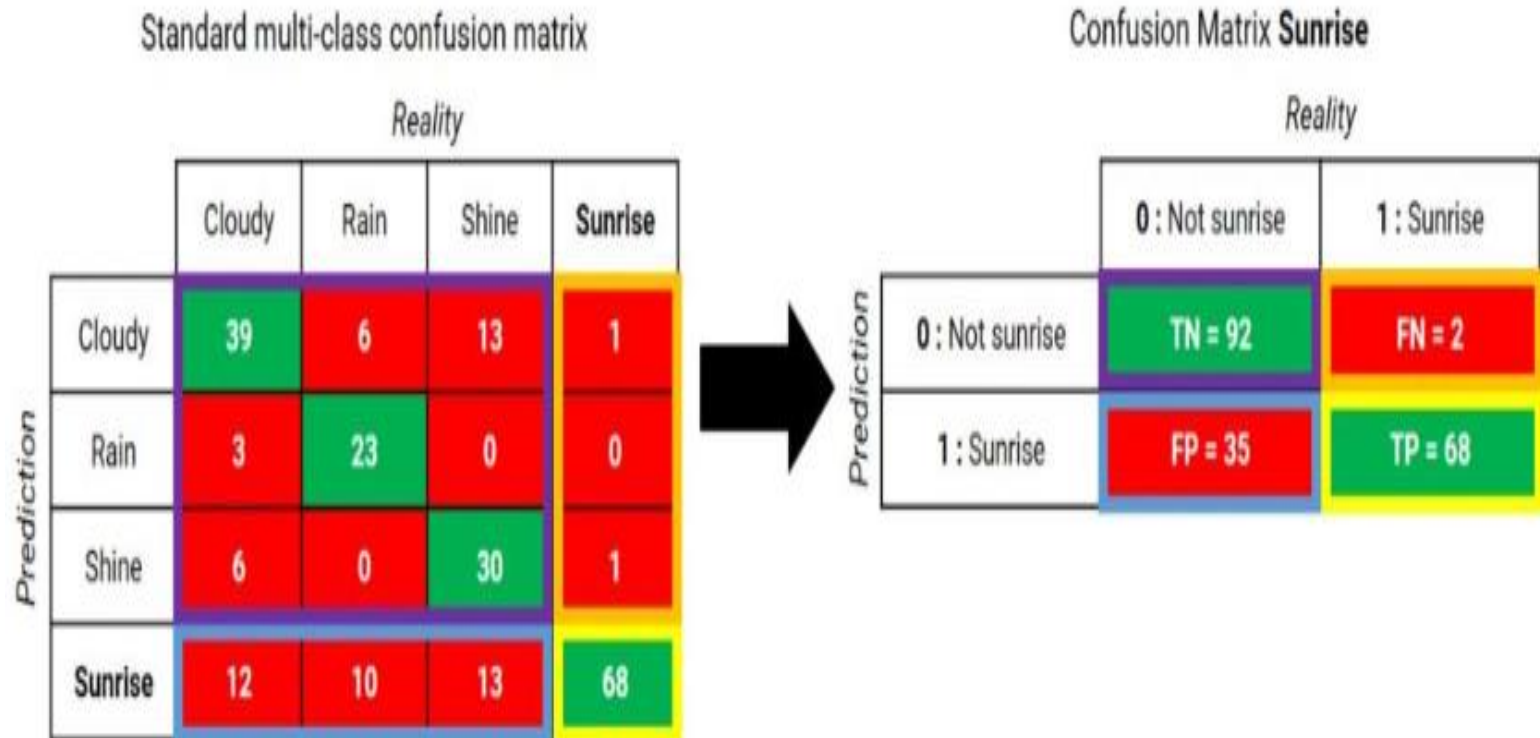 Standard multi-class confusion matrix
Reality
Cloudy Rain Shine Sunrise
Prediction
Cloudy 39 6 13 1
Rain 3 23 0 0
Shine 6 0 30 1
Sunrise 12 10 13 68
Confusion Matrix Sunrise
Reality
0 : Not sunrise 1 : Sunrise
Prediction
0 : Not sunrise TN = 92 FN = 2
1 : Sunrise FP = 35 TP = 68